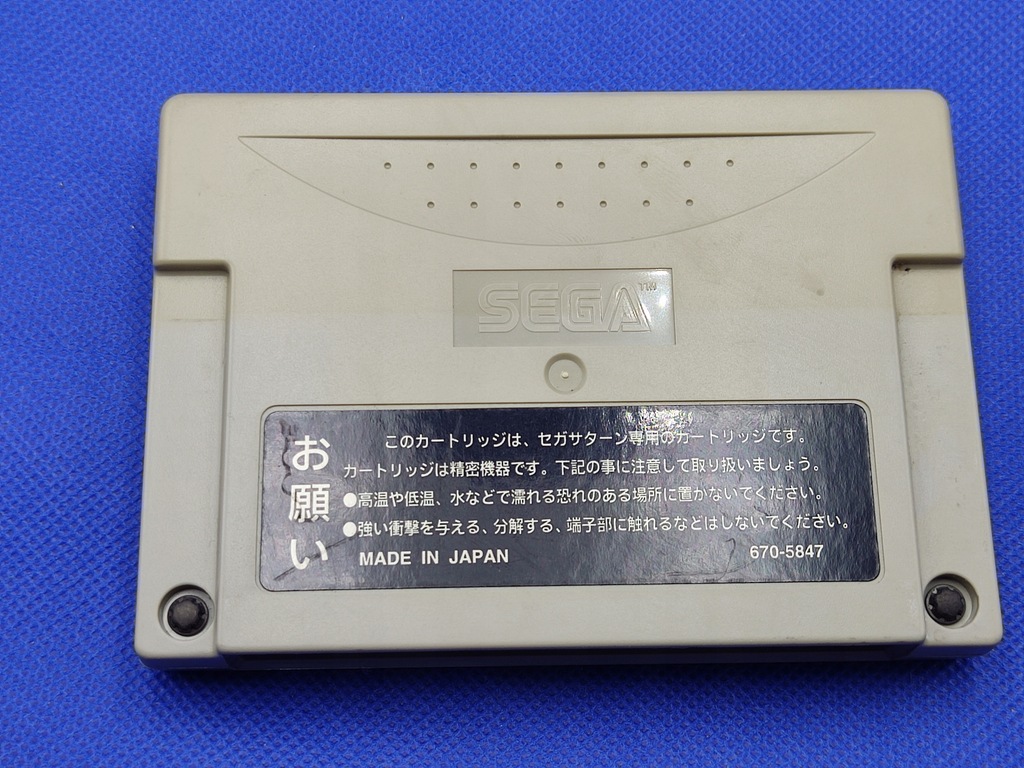 SEGA™
お願い
このカートリッジは、セガサターン専用のカートリッジです。
カートリッジは精密機器です。下記の事に注意して取り扱いましょう。
●高温や低温、水などで濡れる恐れのある場所に置かないでください。
●強い衝撃を与える、分解する、端子部に触れるなどはしないでください。
MADE IN JAPAN 670-5847